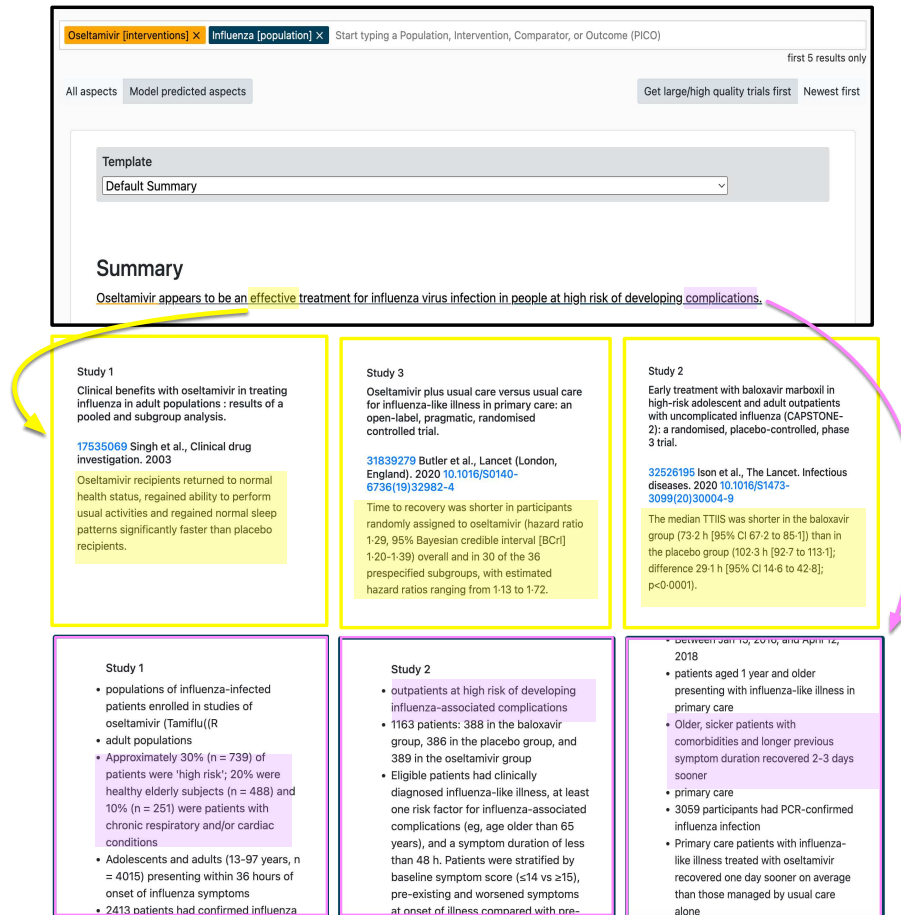 Oseltamivir [interventions] × Influenza [population] × Start typing a Population, Intervention, Comparator, or Outcome (PICO)
first 5 results only
All aspects Model predicted aspects Get large/high quality trials first Newest first
Template
Default Summary
Summary
Oseltamivir appears to be an effective treatment for influenza virus infection in people at high risk of developing complications.
Study 1
Clinical benefits with oseltamivir in treating
influenza in adult populations : results of a
pooled and subgroup analysis.
17535069 Singh et al., Clinical drug
investigation. 2003
Oseltamivir recipients returned to normal
health status, regained ability to perform
usual activities and regained normal sleep
patterns significantly faster than placebo
recipients.
Study 3
Oseltamivir plus usual care versus usual care
for influenza-like illness in primary care: an
open-label, pragmatic, randomised
controlled trial.
31839279 Butler et al., Lancet (London,
England). 2020 10.1016/S0140-
6736(19)32982-4
Time to recovery was shorter in participants
randomly assigned to oseltamivir (hazard ratio
1·29, 95% Bayesian credible interval [BCrI]
1·20-1·39) overall and in 30 of the 36
prespecified subgroups, with estimated
hazard ratios ranging from 1·13 to 1·72.
Study 2
Early treatment with baloxavir marboxil in
high-risk adolescent and adult outpatients
with uncomplicated influenza (CAPSTONE-
2): a randomised, placebo-controlled, phase
3 trial.
32526195 Ison et al., The Lancet. Infectious
diseases. 2020 10.1016/S1473-
3099(20)30004-9
The median TTIIS was shorter in the baloxavir
group (73·2 h [95% CI 67·2 to 85·1]) than in
the placebo group (102·3 h [92·7 to 113·1];
difference 29·1 h [95% CI 14·6 to 42·8];
p<0·0001).
Study 1
• populations of influenza-infected
patients enrolled in studies of
oseltamivir (Tamiflu((R
• adult populations
• Approximately 30% (n = 739) of
patients were 'high risk'; 20% were
healthy elderly subjects (n = 488) and
10% (n = 251) were patients with
chronic respiratory and/or cardiac
conditions
• Adolescents and adults (13-97 years, n
= 4015) presenting within 36 hours of
onset of influenza symptoms
• 2413 patients had confirmed influenza
Study 2
• outpatients at high risk of developing
influenza-associated complications
• 1163 patients: 388 in the baloxavir
group, 386 in the placebo group, and
389 in the oseltamivir group
• Eligible patients had clinically
diagnosed influenza-like illness, at least
one risk factor for influenza-associated
complications (eg, age older than 65
years), and a symptom duration of less
than 48 h. Patients were stratified by
baseline symptom score (≤14 vs ≥15),
pre-existing and worsened symptoms
at onset of illness compared with pre-
• Between Jan 15, 2016, and April 12,
2018
• patients aged 1 year and older
presenting with influenza-like illness in
primary care
• Older, sicker patients with
comorbidities and longer previous
symptom duration recovered 2-3 days
sooner
• primary care
• 3059 participants had PCR-confirmed
influenza infection
• Primary care patients with influenza-
like illness treated with oseltamivir
recovered one day sooner on average
than those managed by usual care
alone